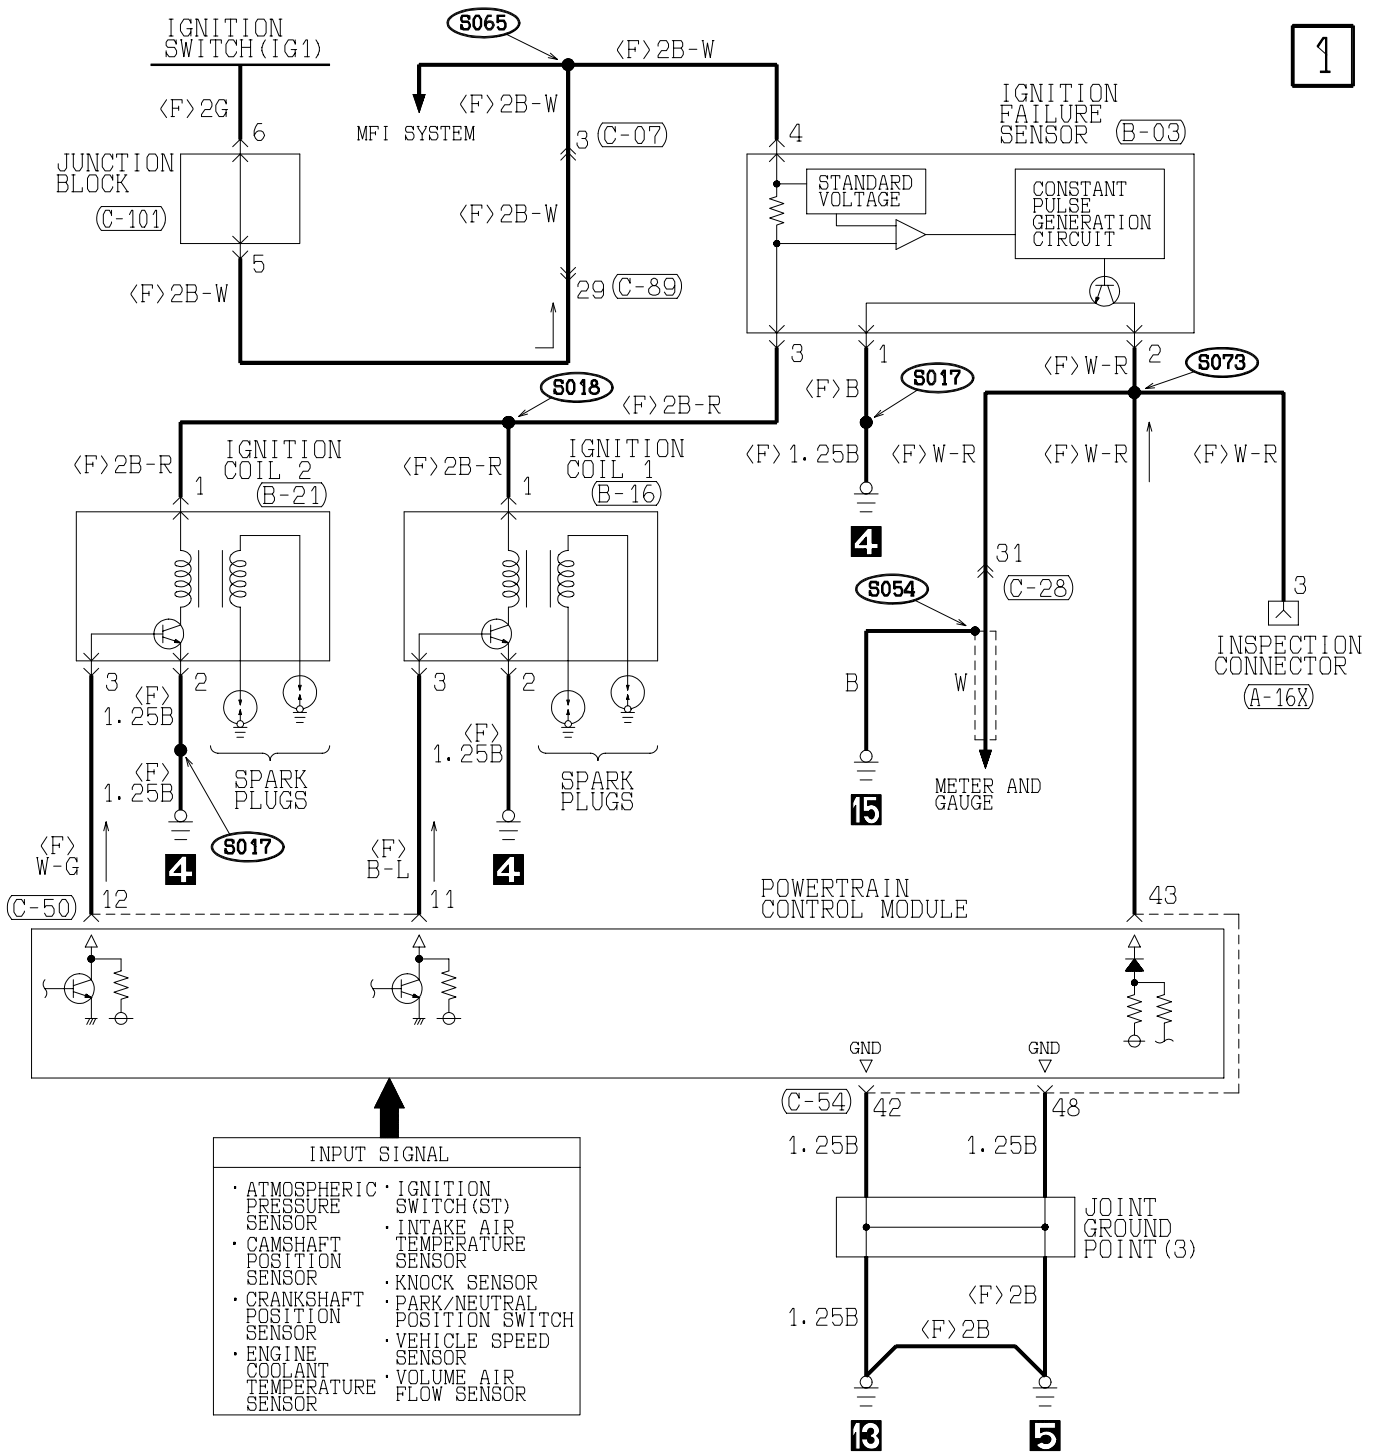 IGNITION
SWITCH(IG1)
S065
<F>2B-W
1
<F>2G
<F>2B-W
MFI SYSTEM
IGNITION
FAILURE
SENSOR
B-03
6
3
C-07
4
JUNCTION
BLOCK
C-101
STANDARD
VOLTAGE
CONSTANT
PULSE
GENERATION
CIRCUIT
<F>2B-W
5
<F>2B-W
29
C-89
3
1
2
<F>W-R
S073
S018
<F>2B-R
<F>B
S017
IGNITION
COIL 2
B-21
<F>2B-R
1
IGNITION
COIL 1
B-16
<F>2B-R
1
<F>1.25B
<F>W-R
<F>W-R
<F>W-R
4
31
C-28
S054
3
INSPECTION
CONNECTOR
A-16X
3
<F>
1.25B
2
3
2
B
W
<F>
1.25B
<F>
1.25B
SPARK
PLUGS
SPARK
PLUGS
METER AND
GAUGE
15
S017
<F>
W-G
4
<F>
B-L
4
C-50
12
11
POWERTRAIN
CONTROL MODULE
43
GND
GND
C-54
42
48
1.25B
1.25B
JOINT
GROUND
POINT(3)
1.25B
<F>2B
<F>2B
13
5
INPUT SIGNAL
· ATMOSPHERIC
PRESSURE
SENSOR
· CAMSHAFT
POSITION
SENSOR
· CRANKSHAFT
POSITION
SENSOR
· ENGINE
COOLANT
TEMPERATURE
SENSOR
· IGNITION
SWITCH(ST)
· INTAKE AIR
TEMPERATURE
SENSOR
· KNOCK SENSOR
· PARK/NEUTRAL
POSITION SWITCH
· VEHICLE SPEED
SENSOR
· VOLUME AIR
FLOW SENSOR